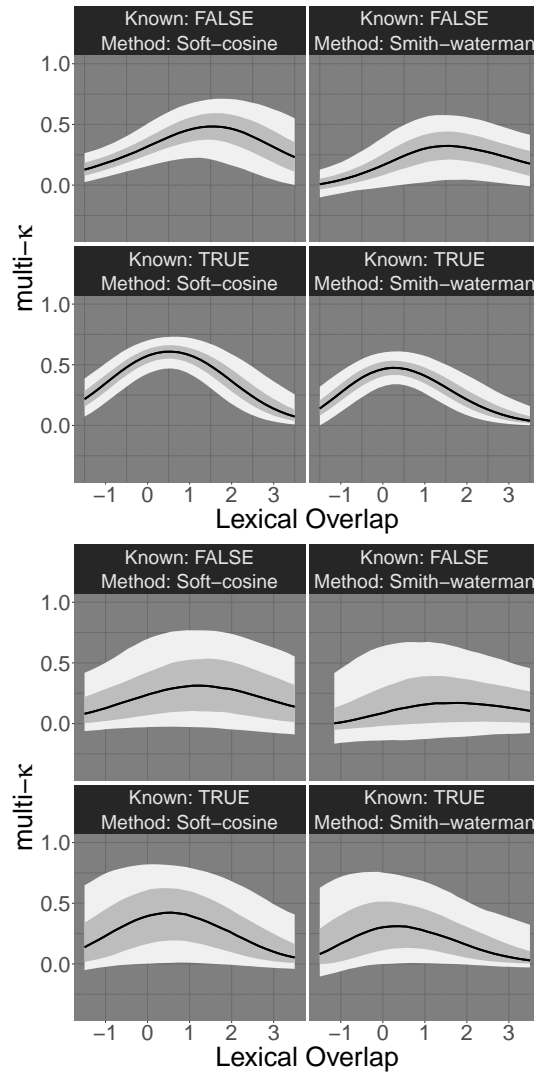 Known: FALSE
Method: Soft−cosine
Known: FALSE
Method: Smith−waterman
1.0
0.5
0.0
Known: TRUE
Method: Soft−cosine
Known: TRUE
Method: Smith−waterman
1.0
0.5
0.0
multi−κ
−1 0 1 2 3
−1 0 1 2 3
Lexical Overlap
Known: FALSE
Method: Soft−cosine
Known: FALSE
Method: Smith−waterman
1.0
0.5
0.0
Known: TRUE
Method: Soft−cosine
Known: TRUE
Method: Smith−waterman
1.0
0.5
0.0
multi−κ
−1 0 1 2 3
−1 0 1 2 3
Lexical Overlap